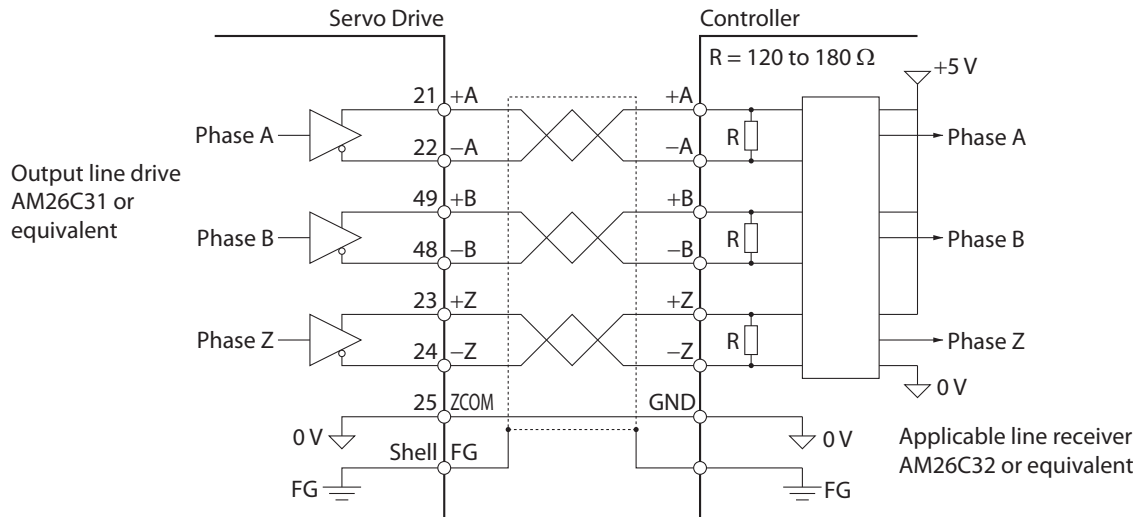 Servo Drive
Controller
R = 120 to 180 Ω
+5 V
21 +A
+A
Phase A
R
Phase A
22 −A
−A
Output line drive
AM26C31 or
equivalent
49 +B
+B
Phase B
R
Phase B
48 −B
−B
23 +Z
+Z
Phase Z
R
Phase Z
24 −Z
−Z
0 V
25 ZCOM
GND
0 V
0 V
Applicable line receiver
AM26C32 or equivalent
Shell FG
FG
FG